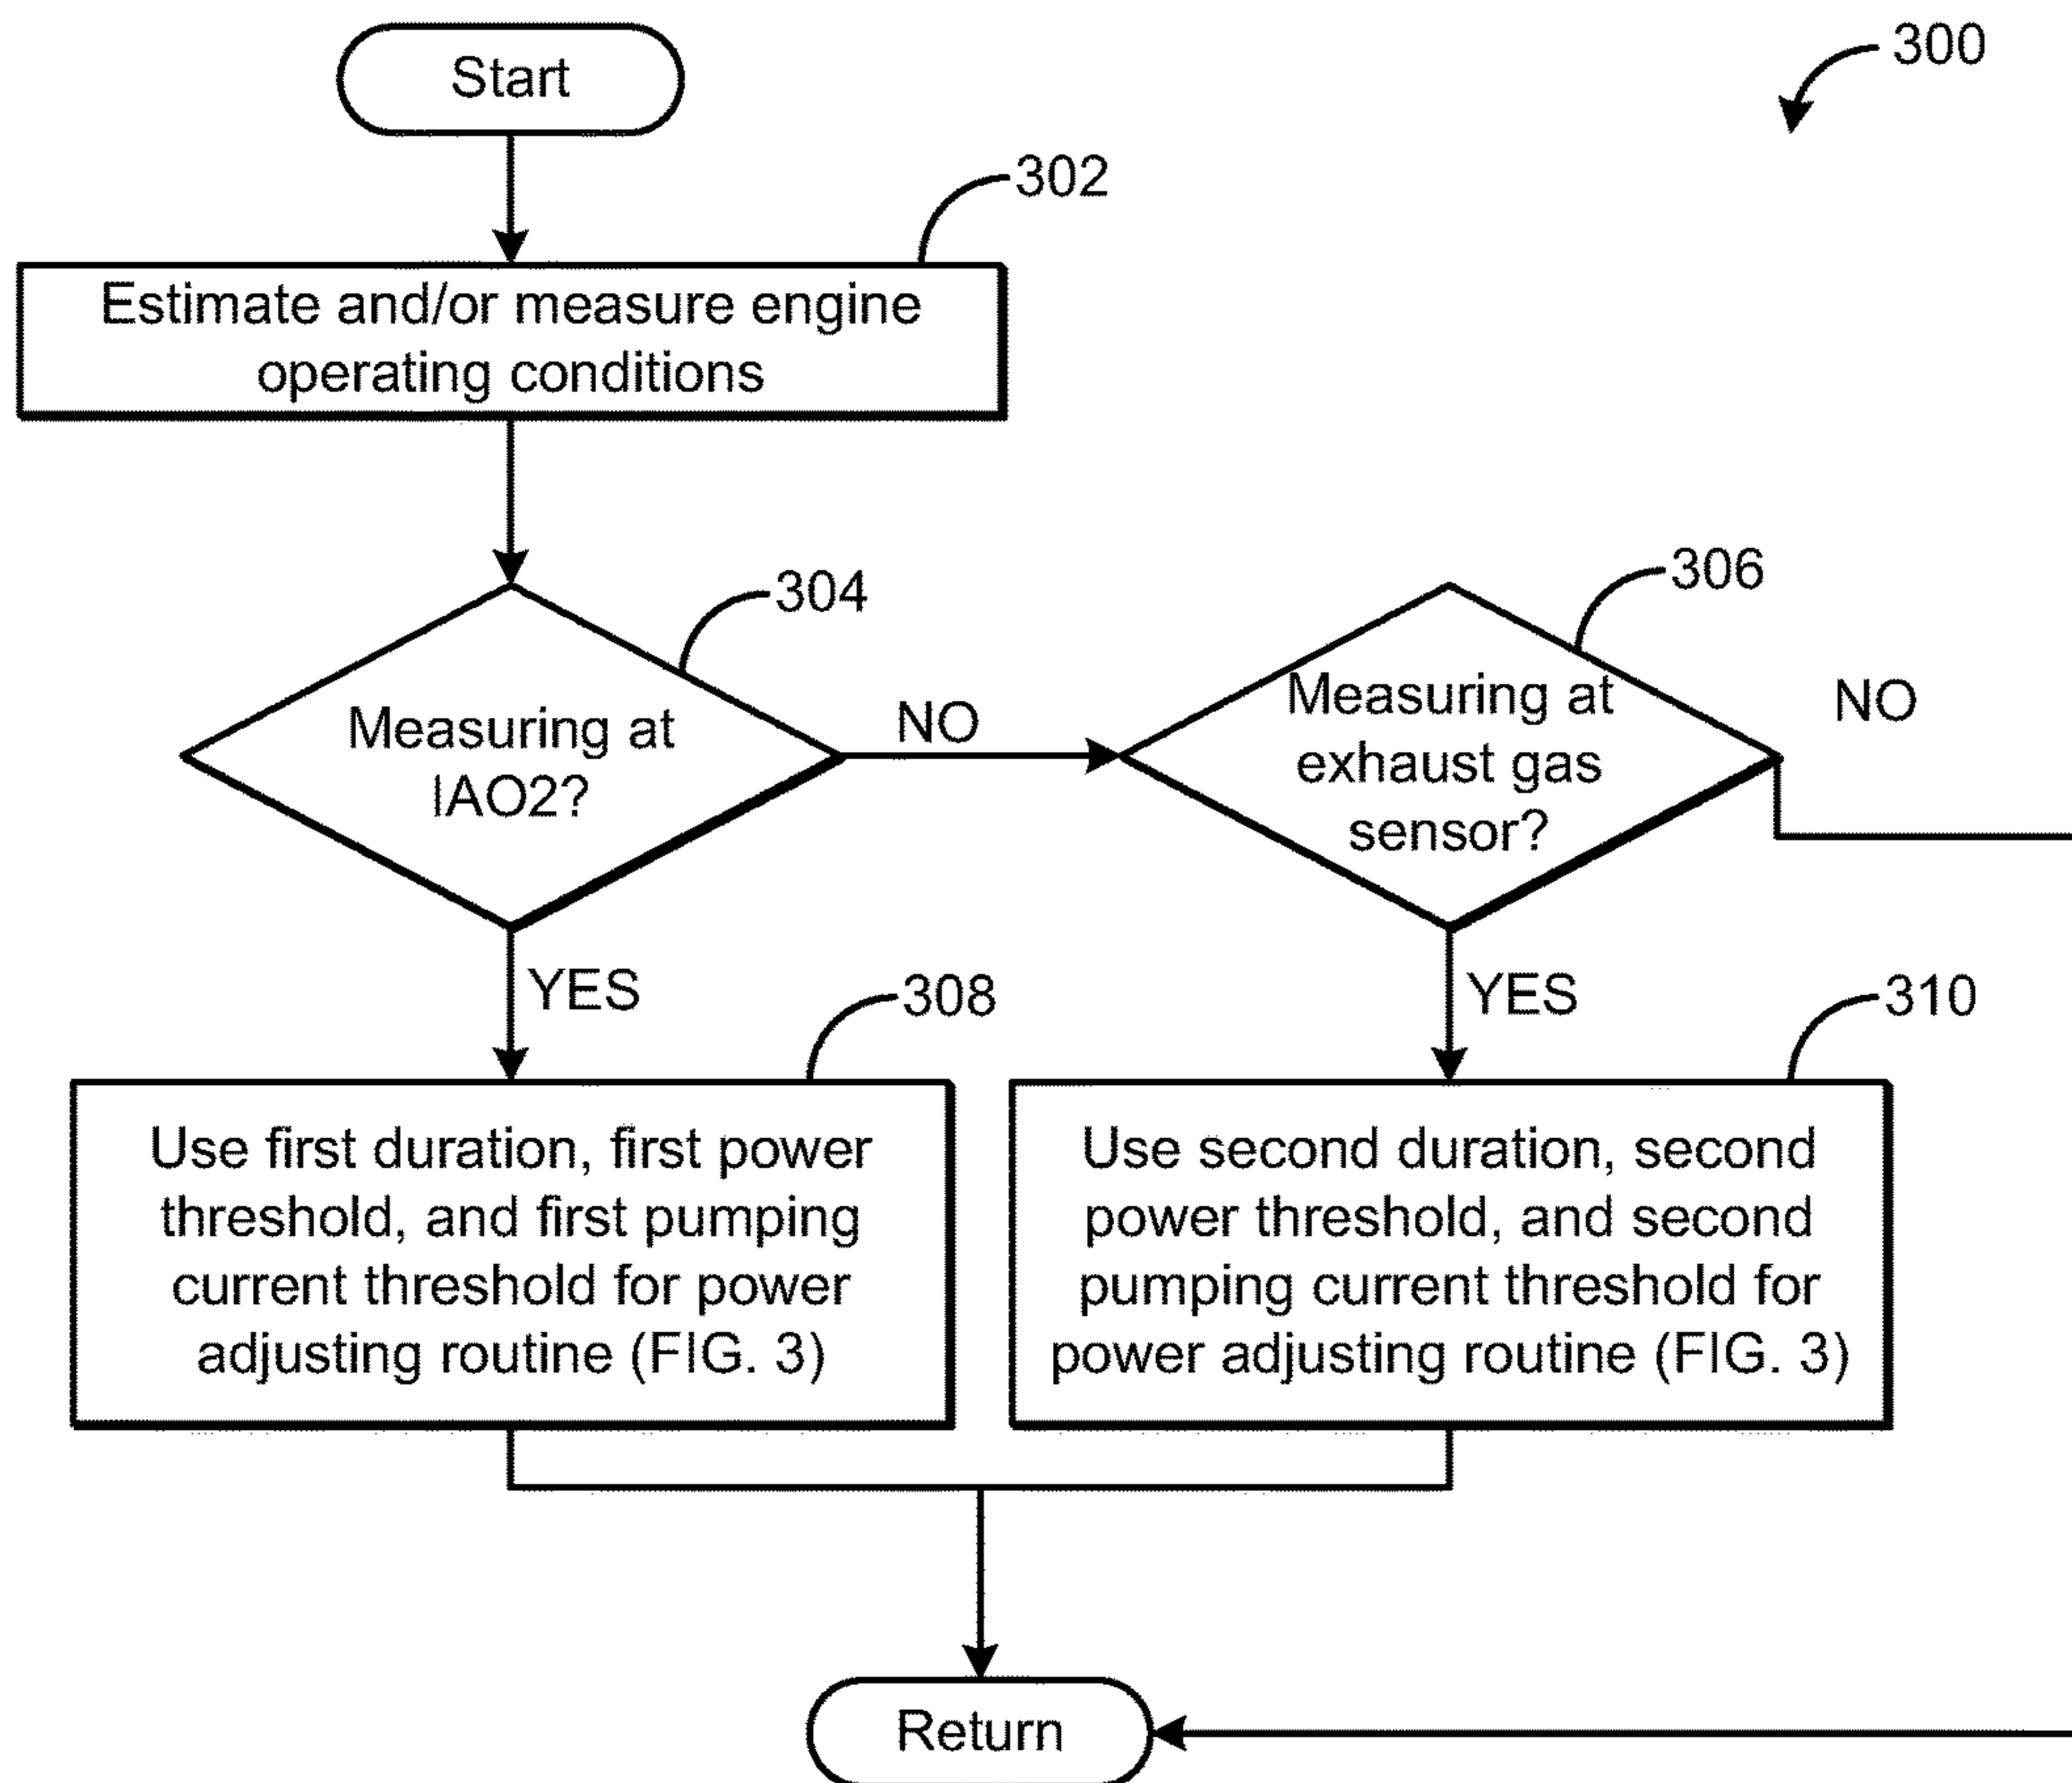 Start
300
302
Estimate and/or measure engine
operating conditions
304
306
Measuring at
IAO2?
NO
Measuring at
exhaust gas
sensor?
NO
YES
308
YES
310
Use first duration, first power
threshold, and first pumping
current threshold for power
adjusting routine (FIG. 3)
Use second duration, second
power threshold, and second
pumping current threshold for
power adjusting routine (FIG. 3)
Return